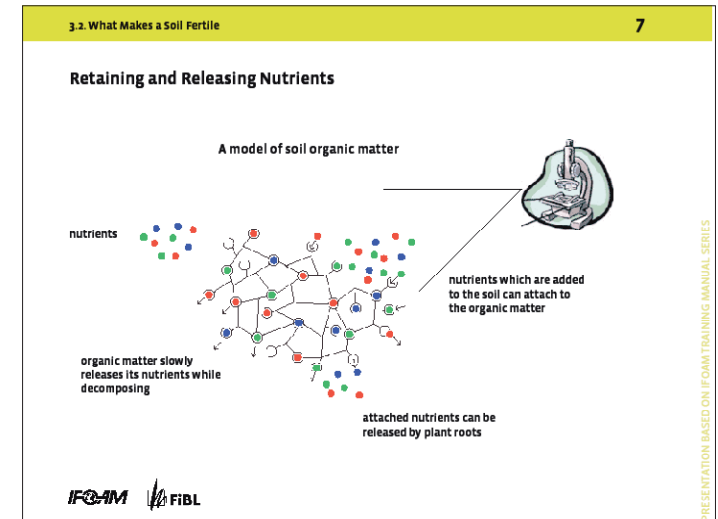 3.2. What Makes a Soil Fertile
7
Retaining and Releasing Nutrients
A model of soil organic matter
nutrients
nutrients which are added
to the soil can attach to
the organic matter
organic matter slowly
releases its nutrients while
decomposing
attached nutrients can be
released by plant roots
IFOAM
FiBL
PRESENTATION BASED ON IFOAM TRAINING MANUAL SERIES